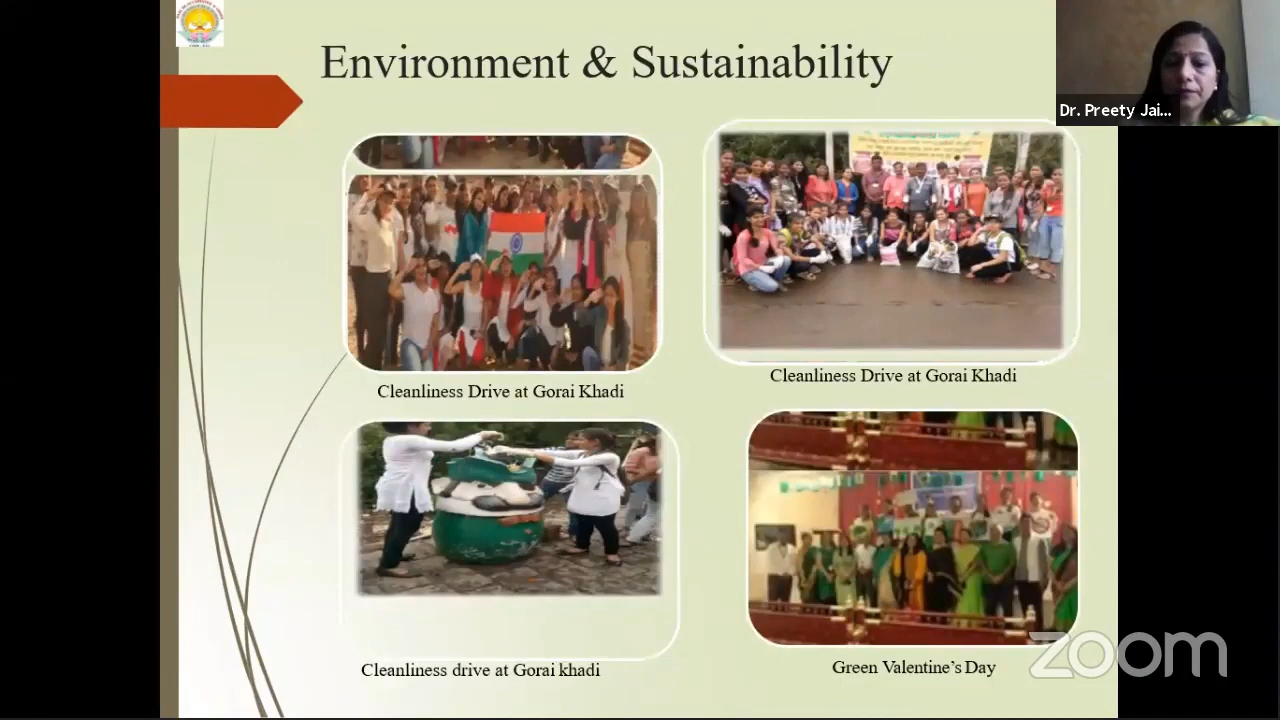 Environment & Sustainability
Dr. Preety Jai...
Cleanliness Drive at Gorai Khadi
Cleanliness Drive at Gorai Khadi
Cleanliness drive at Gorai khadi
Green Valentine's Day
zoom